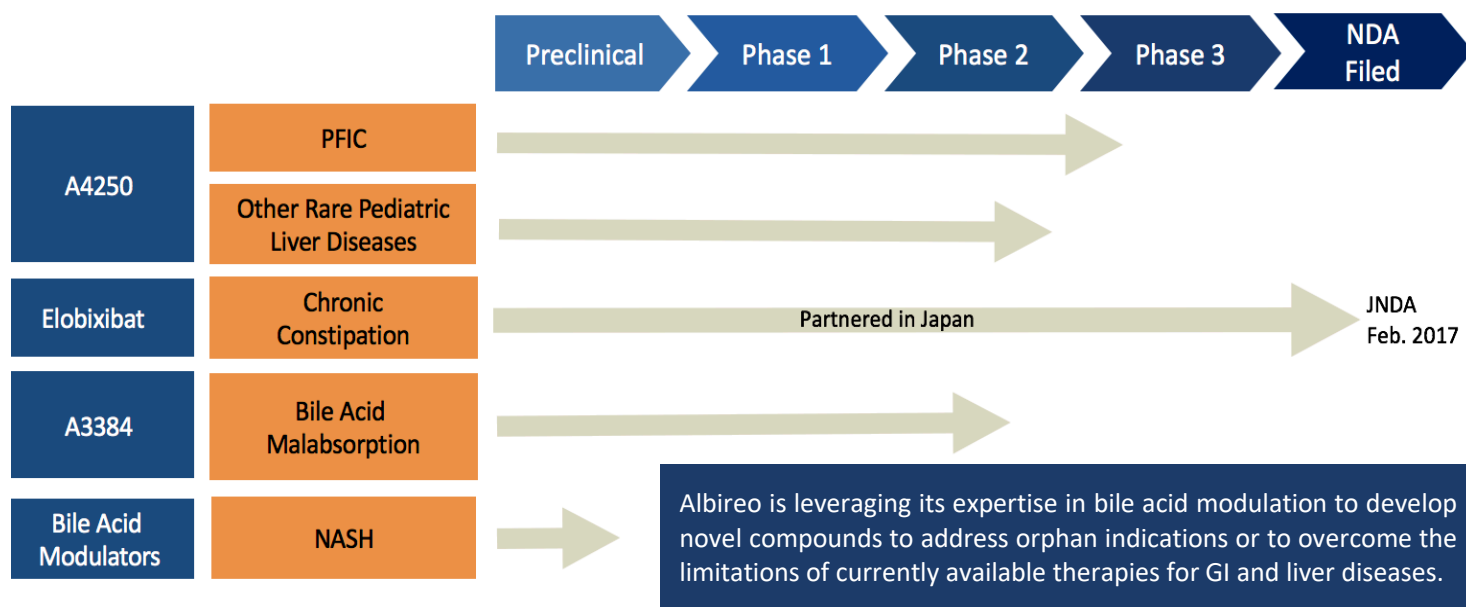 Preclinical
Phase 1
Phase 2
Phase 3
NDA
Filed
A4250
PFIC
Other Rare Pediatric
Liver Diseases
Elobixibat
Chronic
Constipation
Partnered in Japan
JNDA
Feb. 2017
A3384
Bile Acid
Malabsorption
Bile Acid
Modulators
NASH
Albireo is leveraging its expertise in bile acid modulation to develop
novel compounds to address orphan indications or to overcome the
limitations of currently available therapies for GI and liver diseases.